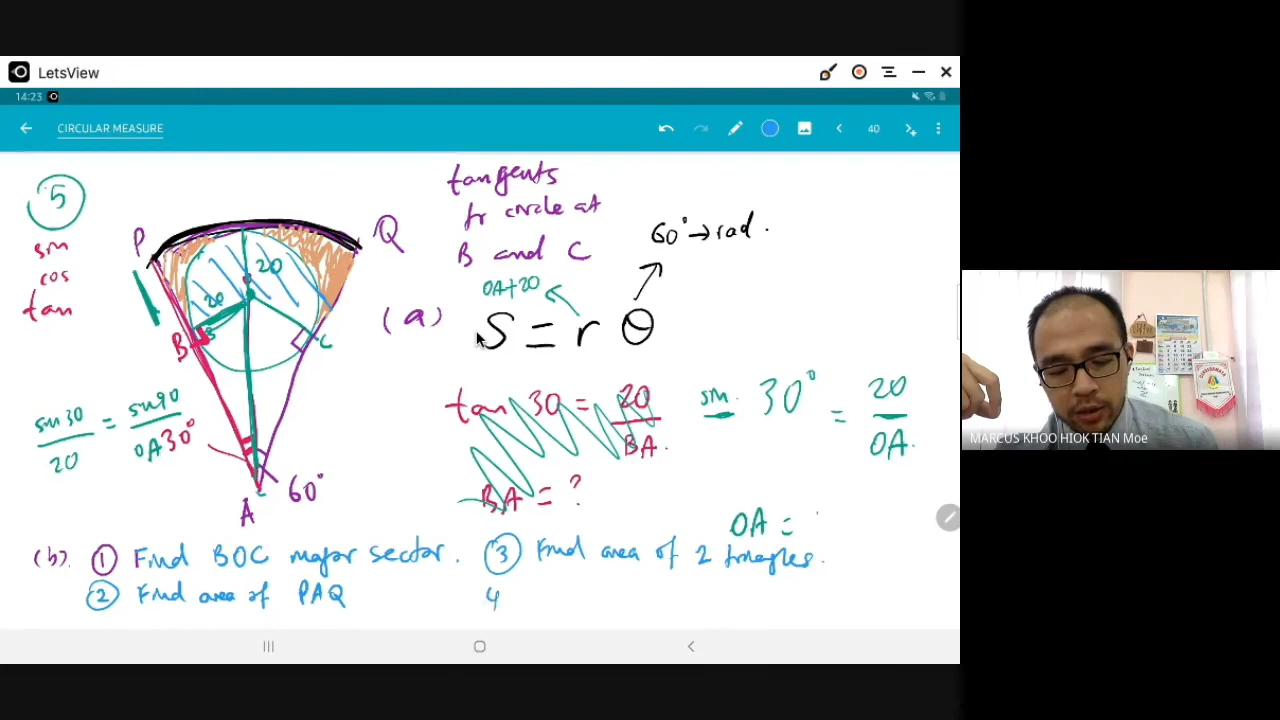 LetsView
14:23
CIRCULAR MEASURE
40
5
sin
cos
tan
P
Q
20
20
B
C
A
30°
60°
sin 30 / 20 = sin 90 / OA
tangents
to circle at
B and C
60° → rad.
OA+20
(a)
S = r θ
tan 30 = 20 / BA.
BA = ?
sin 30° = 20 / OA.
OA =
(b). 1 Find BOC major sector.
2 Find area of PAQ
3 Find area of 2 triangles.
4
MARCUS KHOO HIOK TIAN Moe